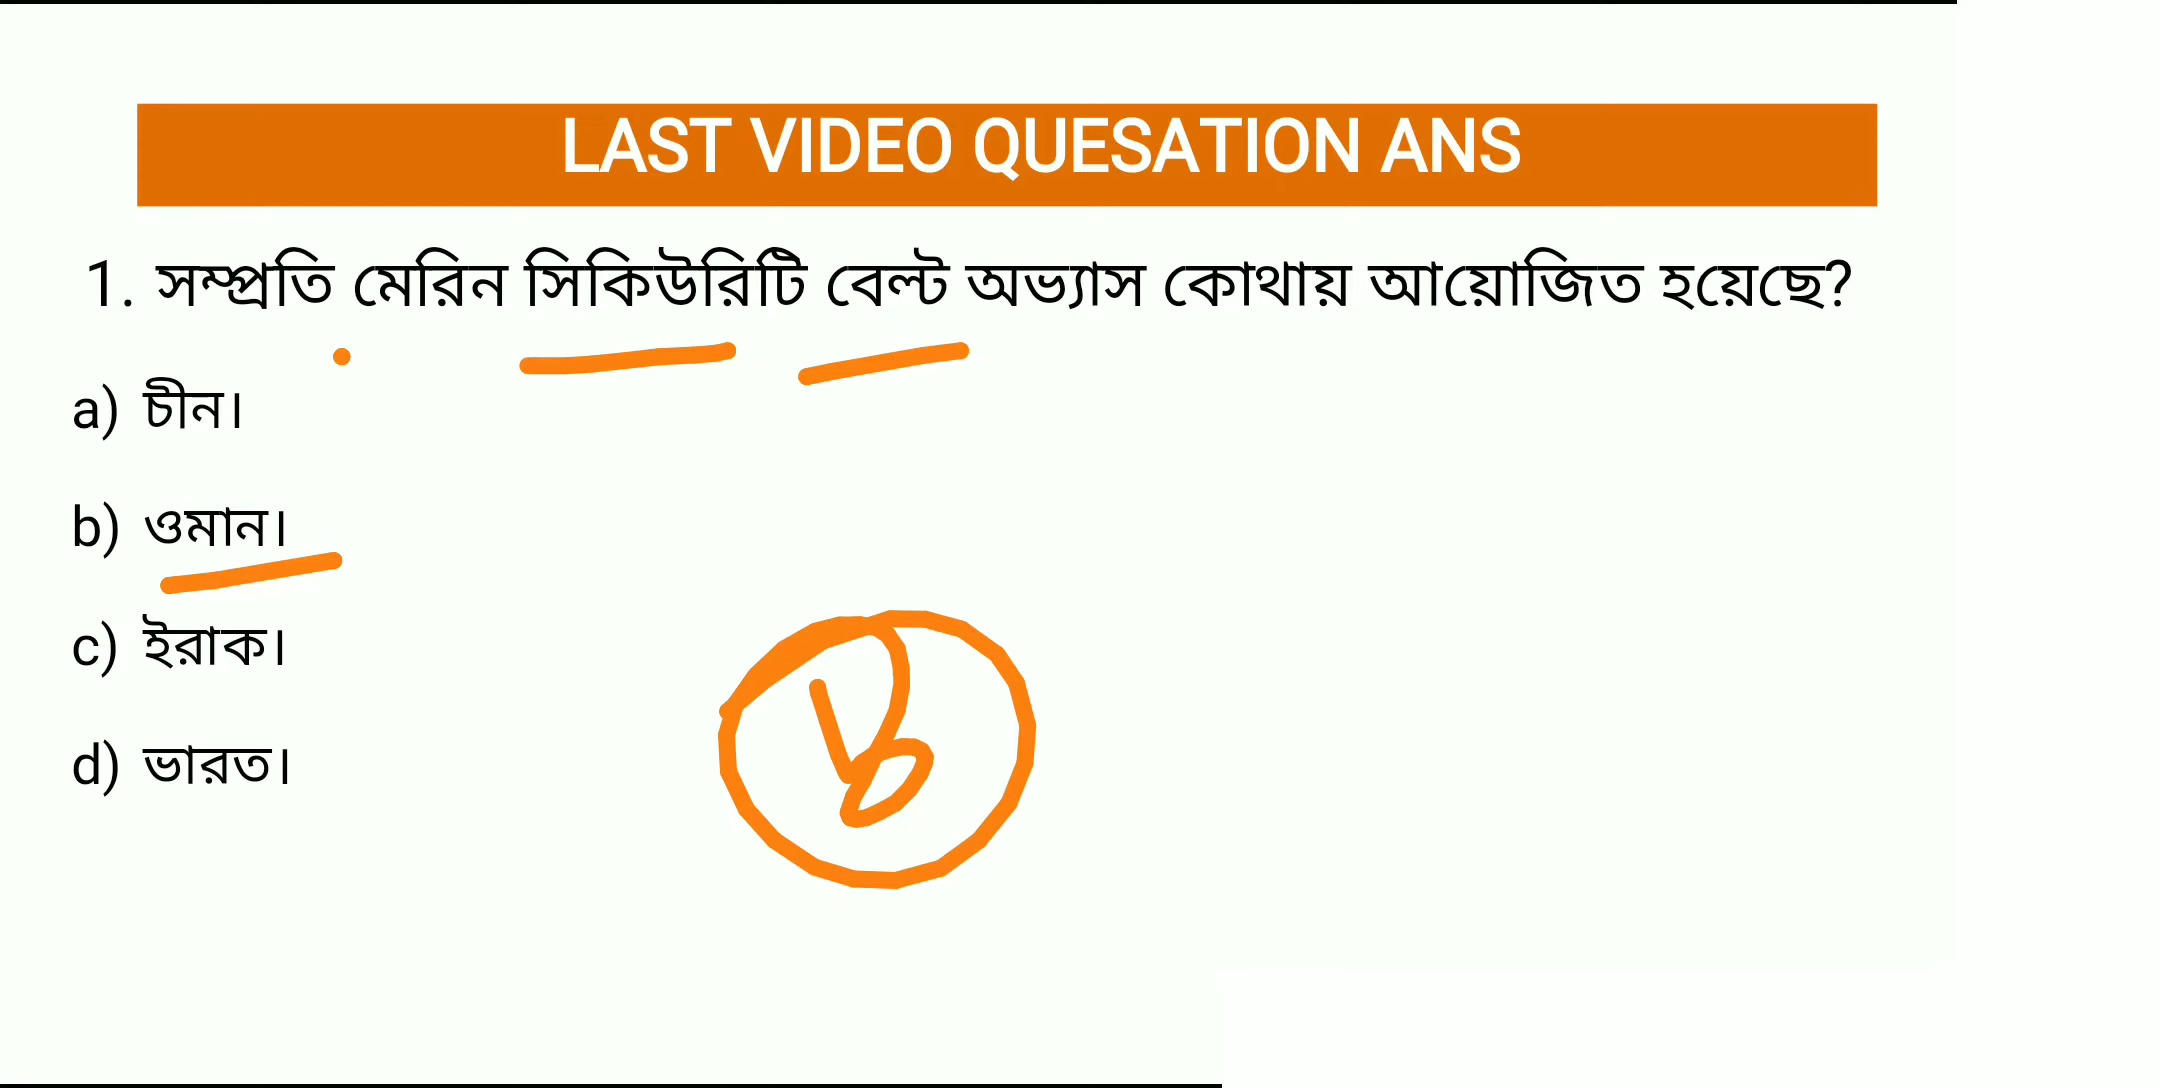 LAST VIDEO QUESATION ANS
1. সম্প্রতি মেরিন সিকিউরিটি বেল্ট অভ্যাস কোথায় আয়োজিত হয়েছে?
a) চীন।
b) ওমান।
c) ইরাক।
d) ভারত।
B